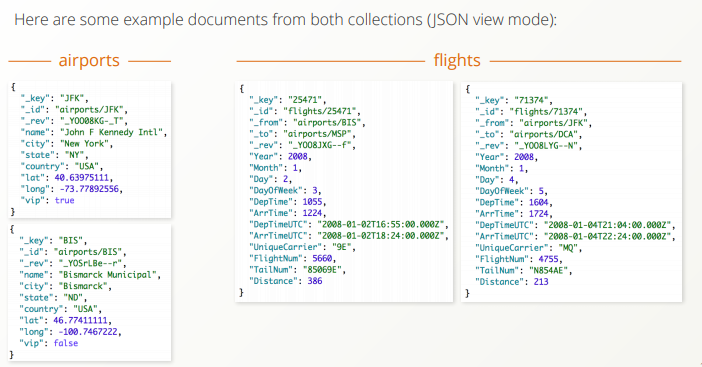 Here are some example documents from both collections (JSON view mode):
airports
{
"_key": "JFK",
"_id": "airports/JFK",
"_rev": "_YOO8KG-_T",
"name": "John F Kennedy Intl",
"city": "New York",
"state": "NY",
"country": "USA",
"lat": 40.63975111,
"long": -73.77892556,
"vip": true
}
{
"_key": "BIS",
"_id": "airports/BIS",
"_rev": "_YOSrLBe--r",
"name": "Bismarck Municipal",
"city": "Bismarck",
"state": "ND",
"country": "USA",
"lat": 46.77411111,
"long": -100.7467222,
"vip": false
}
flights
{
"_key": "25471",
"_id": "flights/25471",
"_from": "airports/BIS",
"_to": "airports/MSP",
"_rev": "_YOO8JXG--f",
"Year": 2008,
"Month": 1,
"Day": 2,
"DayOfWeek": 3,
"DepTime": 1055,
"ArrTime": 1224,
"DepTimeUTC": "2008-01-02T16:55:00.000Z",
"ArrTimeUTC": "2008-01-02T18:24:00.000Z",
"UniqueCarrier": "9E",
"FlightNum": 5660,
"TailNum": "85069E",
"Distance": 386
}
{
"_key": "71374",
"_id": "flights/71374",
"_from": "airports/JFK",
"_to": "airports/DCA",
"_rev": "_YOO8LYG--N",
"Year": 2008,
"Month": 1,
"Day": 4,
"DayOfWeek": 5,
"DepTime": 1604,
"ArrTime": 1724,
"DepTimeUTC": "2008-01-04T21:04:00.000Z",
"ArrTimeUTC": "2008-01-04T22:24:00.000Z",
"UniqueCarrier": "MQ",
"FlightNum": 4755,
"TailNum": "N854AE",
"Distance": 213
}